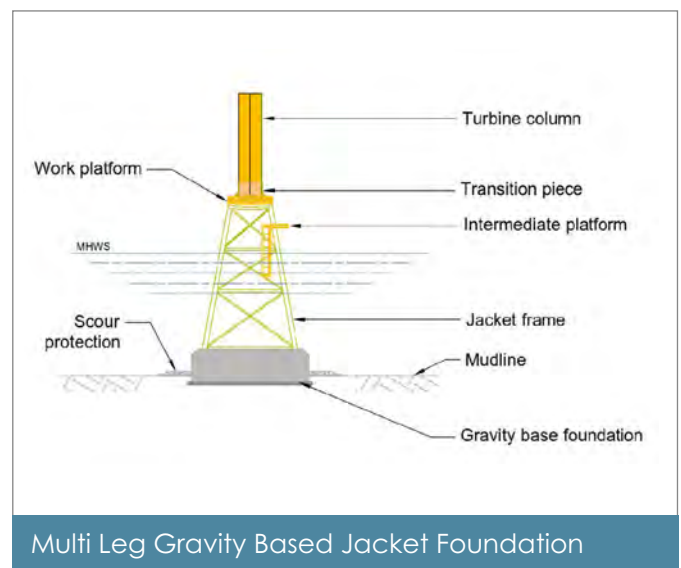 Turbine column
Work platform
Transition piece
Intermediate platform
MHWS
Scour
protection
Jacket frame
Mudline
Gravity base foundation
Multi Leg Gravity Based Jacket Foundation